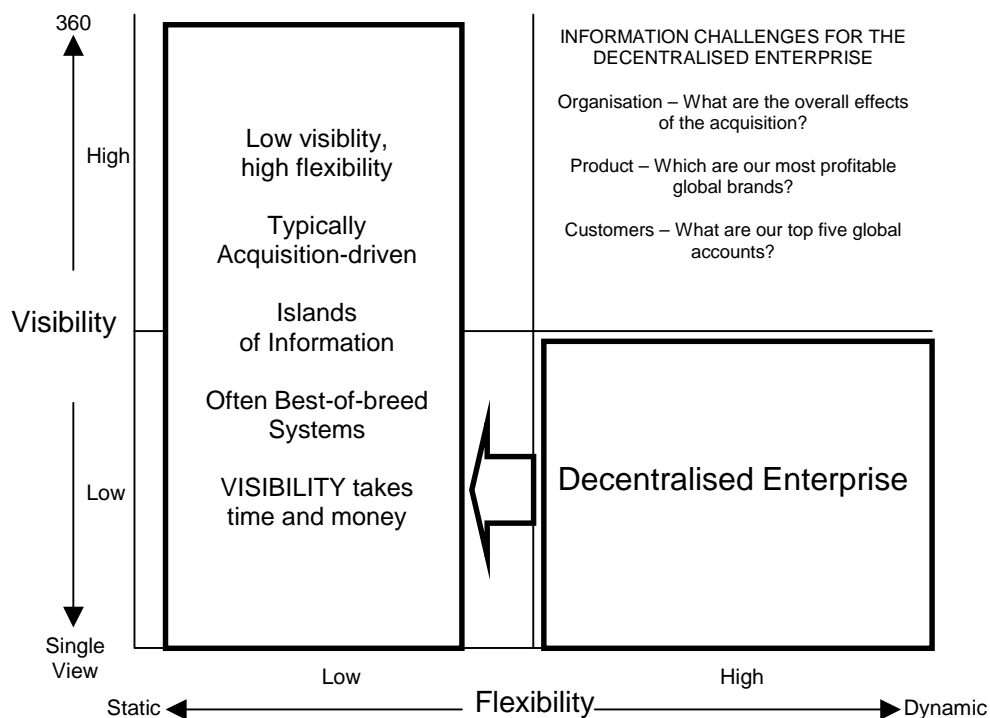 360
High
Visibility
Low
Single
View
Low visiblity,
high flexibility
Typically
Acquisition-driven
Islands
of Information
Often Best-of-breed
Systems
VISIBILITY takes
time and money
INFORMATION CHALLENGES FOR THE
DECENTRALISED ENTERPRISE
Organisation – What are the overall effects
of the acquisition?
Product – Which are our most profitable
global brands?
Customers – What are our top five global
accounts?
Decentralised Enterprise
Low
High
Static
Flexibility
Dynamic